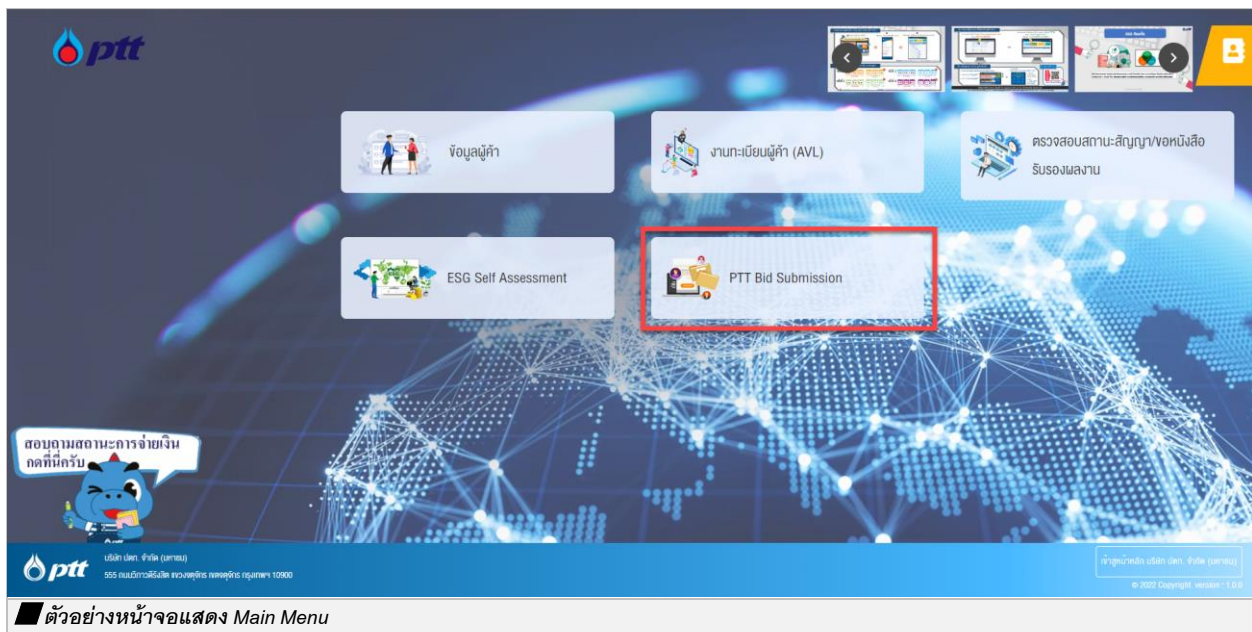 ptt
ข้อมูลผู้ค้า
งานทะเบียนผู้ค้า (AVL)
ตรวจสอบสถานะสัญญา/ขอหนังสือ
รับรองผลงาน
ESG Self Assessment
PTT Bid Submission
สอบถามสถานะการจ่ายเงิน
กดที่นี่ครับ
ptt
บริษัท ปตท. จำกัด (มหาชน)
555 ถนนวิภาวดีรังสิต แขวงจตุจักร เขตจตุจักร กรุงเทพฯ 10900
เข้าสู่หน้าหลัก บริษัท ปตท. จำกัด (มหาชน)
© 2022 Copyright. version : 1.0.0
ตัวอย่างหน้าจอแสดง Main Menu